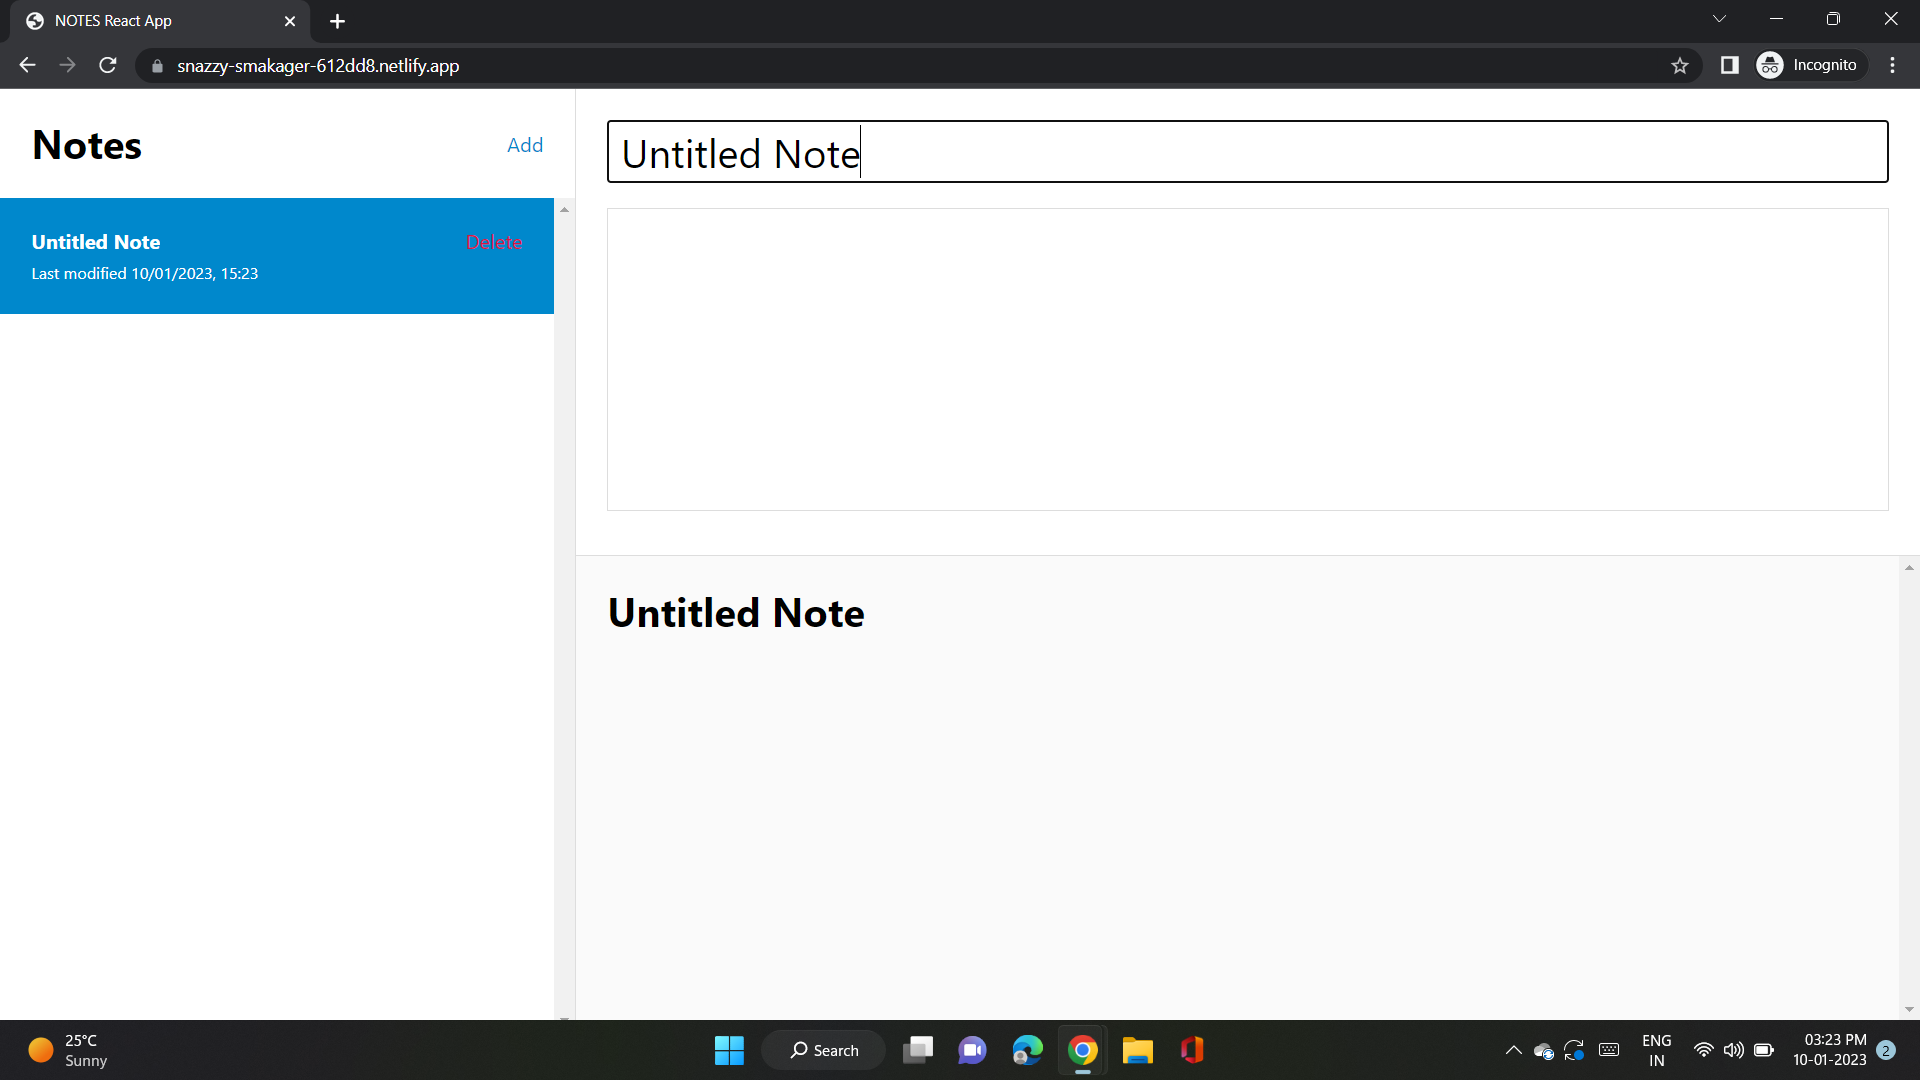 NOTES React App
snazzy-smakager-612dd8.netlify.app
Incognito
Notes
Add
Untitled Note
Delete
Last modified 10/01/2023, 15:23
Untitled Note
Untitled Note
25°C
Sunny
Search
ENG
IN
03:23 PM
10-01-2023
2